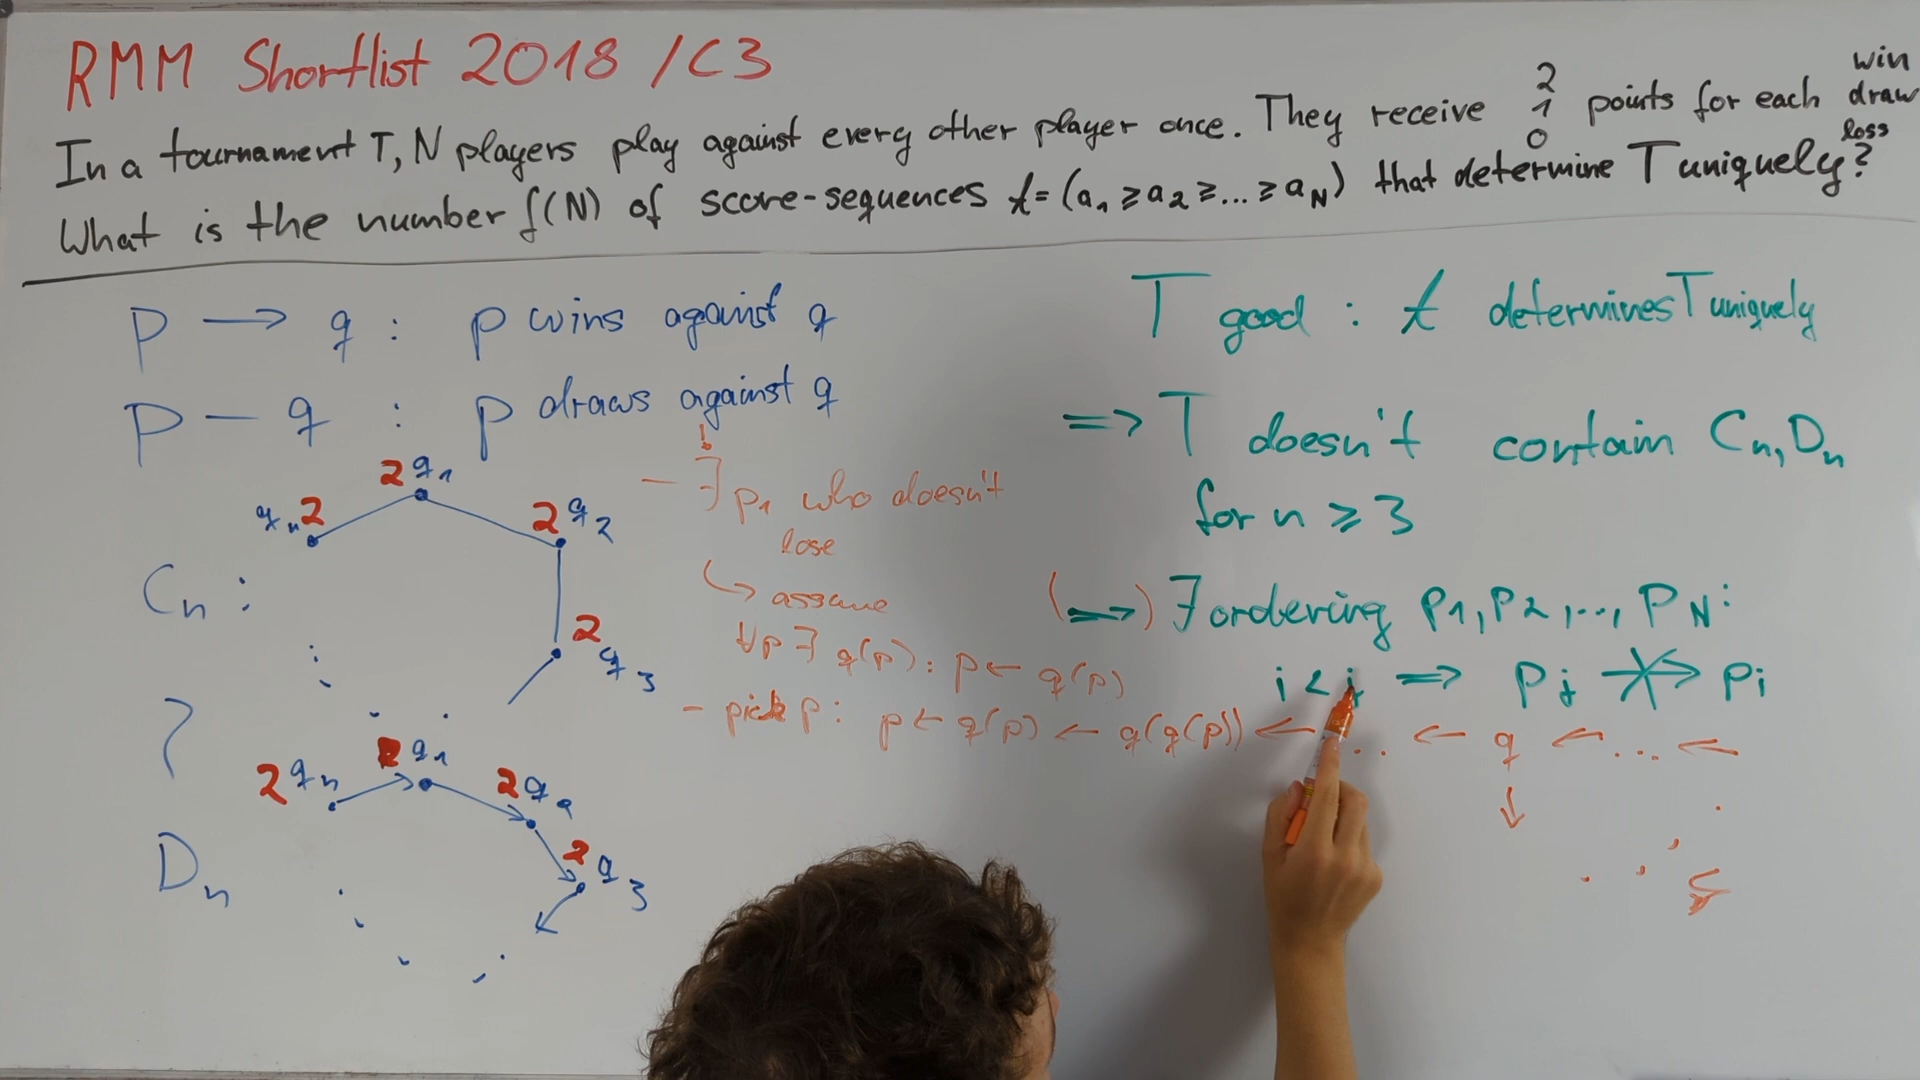 RMM Shortlist 2018 / C3
In a tournament T, N players play against every other player once. They receive 2 1 0 points for each win draw loss
What is the number f(N) of score-sequences t = (a₁ ≥ a₂ ≥ ... ≥ a_N) that determine T uniquely?
p → q : p wins against q
p — q : p draws against q
T good : t determines T uniquely
⟹ T doesn't contain Cₙ, Dₙ
for n ≥ 3
(⟹) ∃ ordering p₁, p₂, ..., p_N :
i < j ⟹ p_j ↛ p_i
!
- ∃ p₁ who doesn't
lose
↳ assume
∀p ∃ q(p) : p ← q(p)
- pick p : p ← q(p) ← q(q(p)) ← ... ← q ← ... ←
↓
Cₙ :
qₙ 2
2 q₁
2 q₂
2 q₃
?
Dₙ
2 qₙ
2 q₁
2 q₂
2 q₃